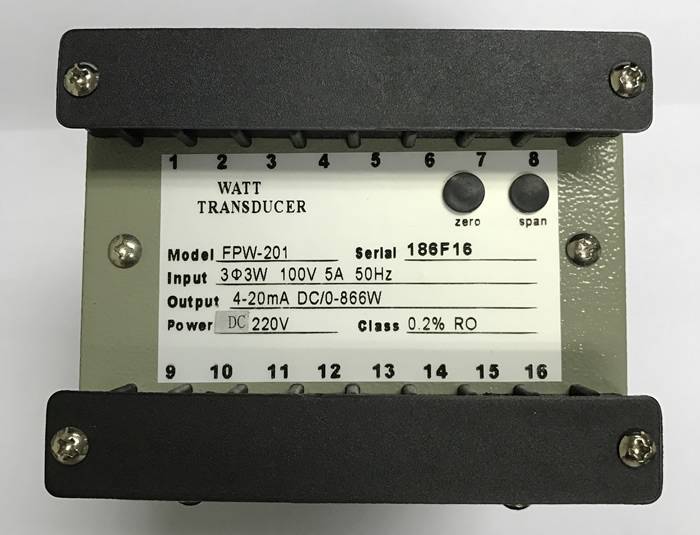 1 2 3 4 5 6 7 8
WATT
TRANSDUCER
zero span
Model FPW-201 Serial 186F16
Input 3Φ3W 100V 5A 50Hz
Output 4-20mA DC/0-866W
Power DC 220V Class 0.2% RO
9 10 11 12 13 14 15 16